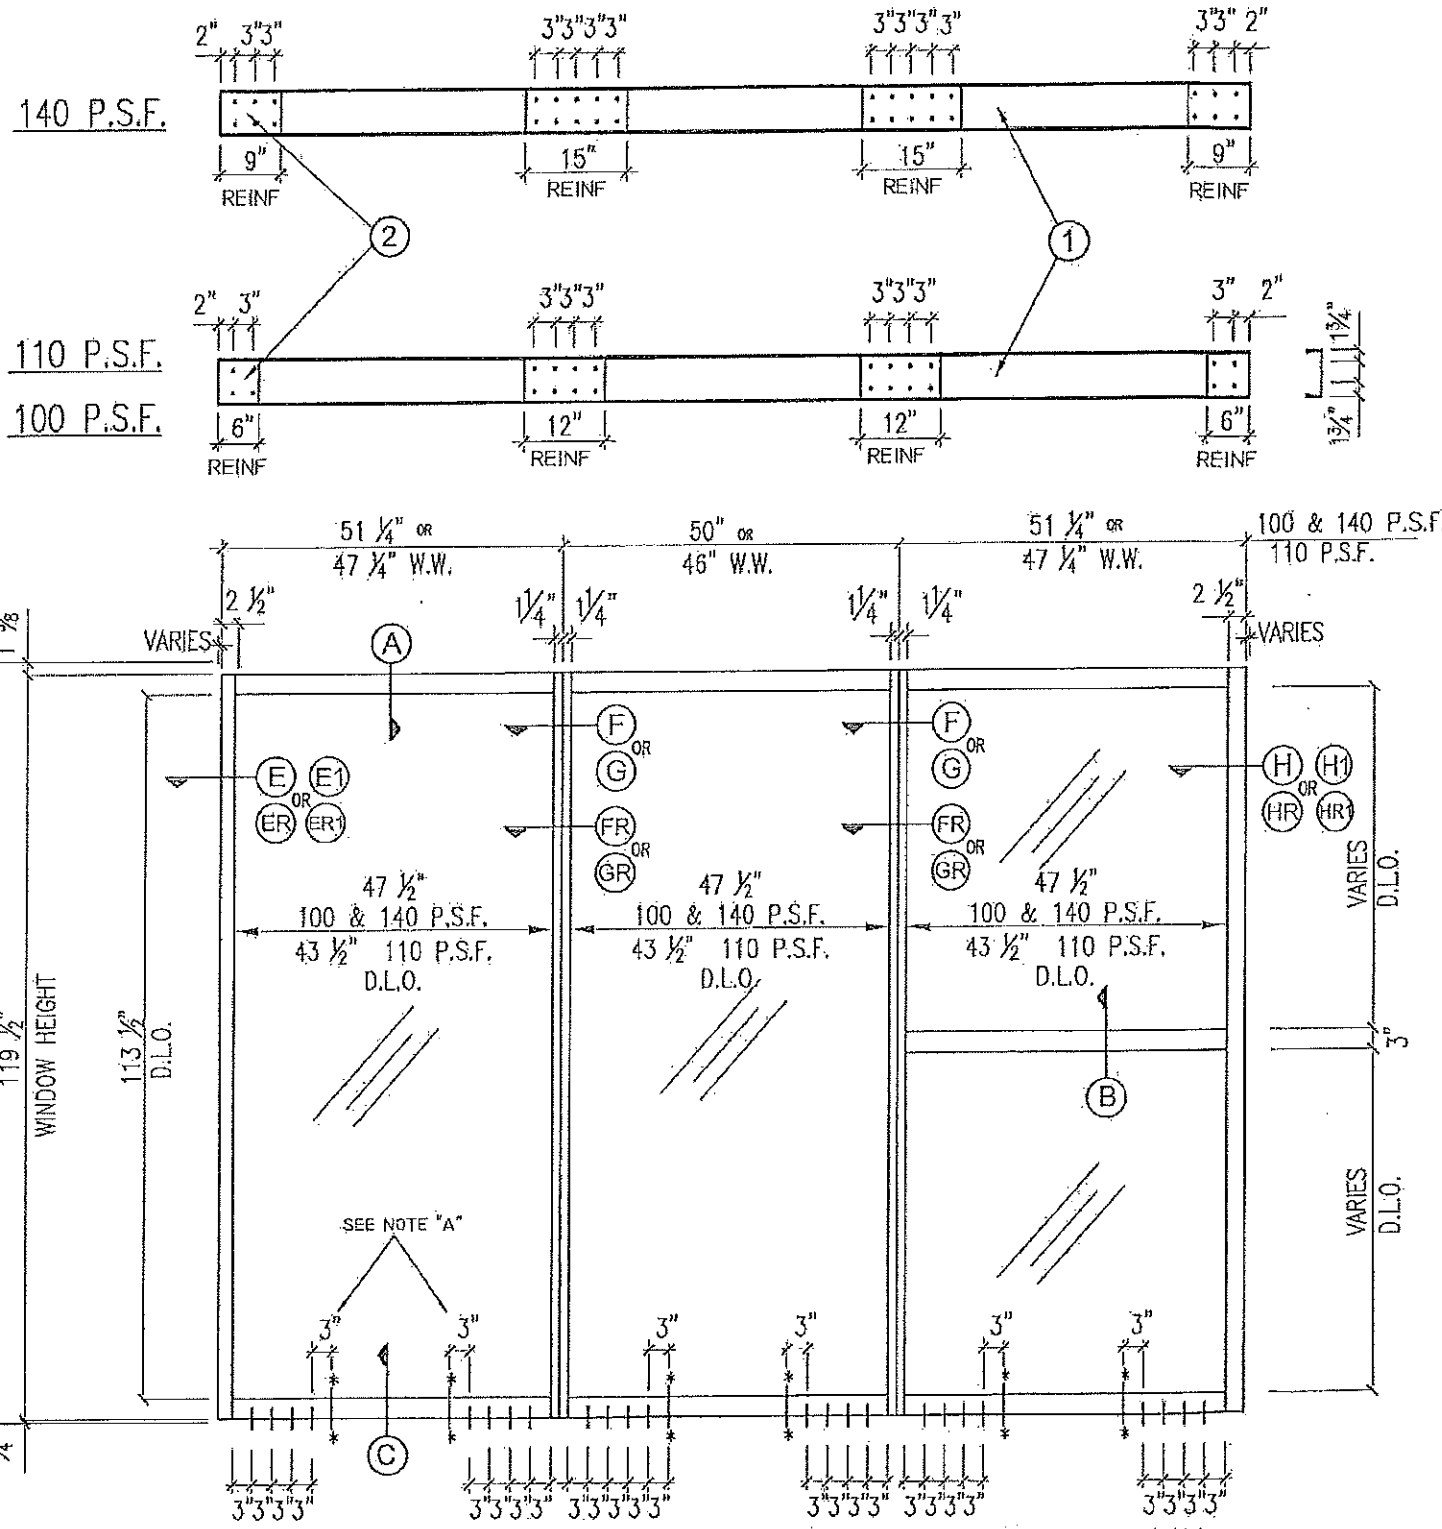 2" 3"3" 3"3"3"3" 3"3"3"3" 3"3" 2"
140 P.S.F.
9" 15" 15" 9"
REINF REINF REINF REINF
2 1
2" 3" 3"3"3" 3"3"3" 3" 2"
110 P.S.F.
1¾"
100 P.S.F.
6" 12" 12" 6"
1¾"
REINF REINF REINF REINF
51 ¼" OR 50" OR 51 ¼" OR 100 & 140 P.S.F
47 ¼" W.W. 46" W.W. 47 ¼" W.W. 110 P.S.F.
2 ½" 1¼" 1¼" 1¼" 1¼" 2 ½"
VARIES A VARIES
F F
E E1 OR OR H H1
OR G G OR
ER ER1 HR HR1
FR FR
OR OR
GR GR
47 ½" 47 ½" 47 ½"
100 & 140 P.S.F. 100 & 140 P.S.F. 100 & 140 P.S.F.
43 ½" 110 P.S.F. 43 ½" 110 P.S.F. 43 ½" 110 P.S.F.
D.L.O. D.L.O. D.L.O.
VARIES
D.L.O.
119 ½"
WINDOW HEIGHT
113 ½"
D.L.O.
3"
B
VARIES
D.L.O.
SEE NOTE "A"
3" 3" 3" 3" 3" 3"
* * * * * *
* * * * * *
C
3"3"3"3" 3"3"3"3" 3"3"3"3"3" 3"3"3"3" 3"3"3"3" 3"3"3"3"